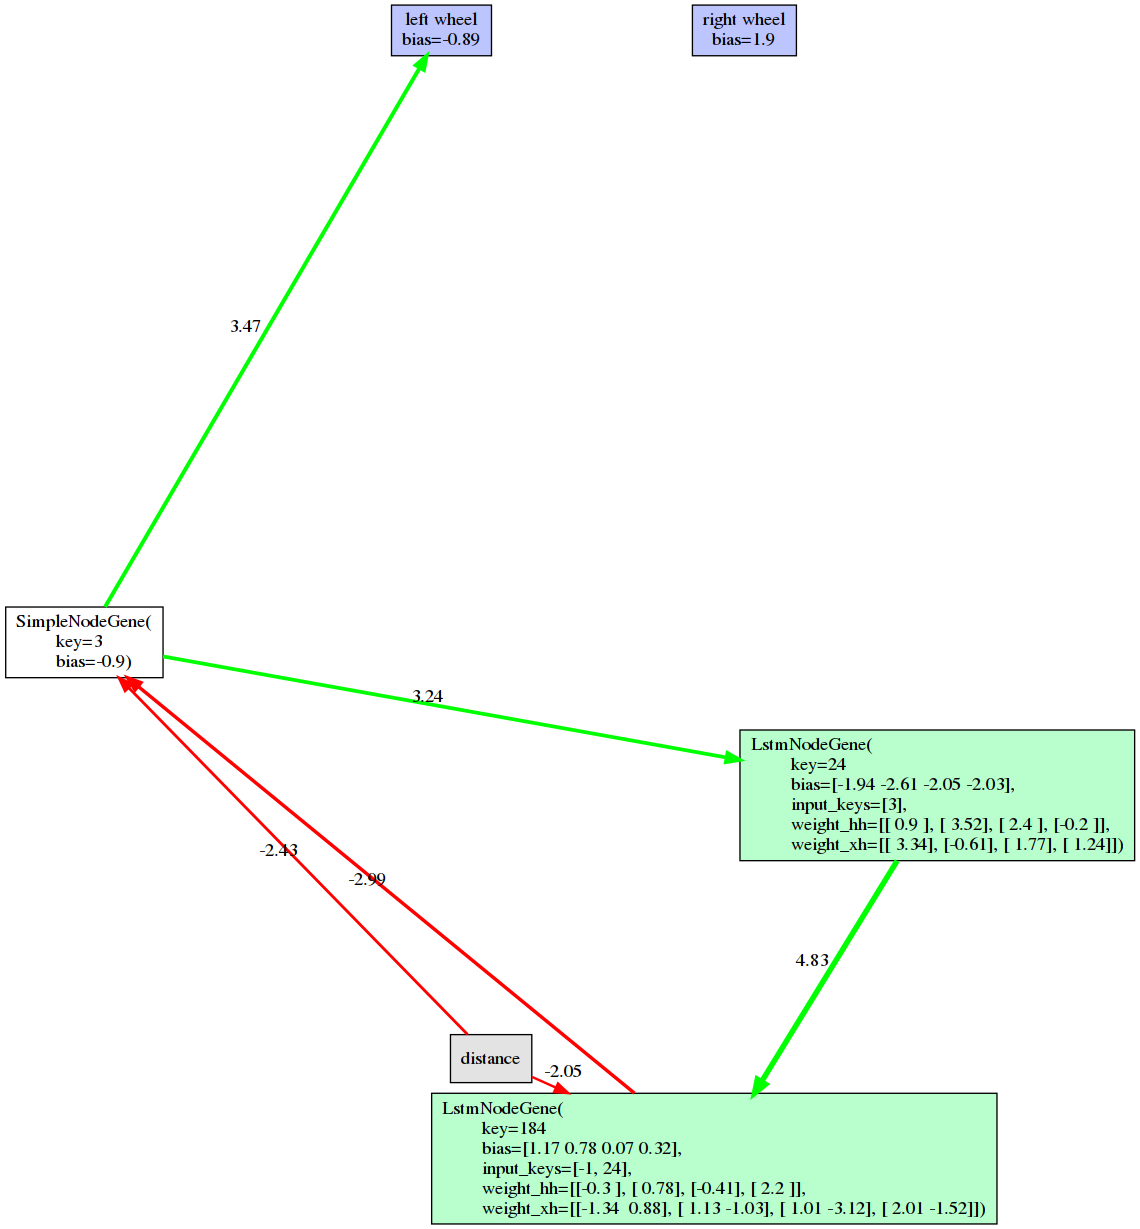 left wheel
bias=-0.89
right wheel
bias=1.9
3.47
SimpleNodeGene(
key=3
bias=-0.9)
3.24
LstmNodeGene(
key=24
bias=[-1.94 -2.61 -2.05 -2.03],
input_keys=[3],
weight_hh=[[ 0.9 ], [ 3.52], [ 2.4 ], [-0.2 ]],
weight_xh=[[ 3.34], [-0.61], [ 1.77], [ 1.24]])
-2.43
-2.99
4.83
distance
-2.05
LstmNodeGene(
key=184
bias=[1.17 0.78 0.07 0.32],
input_keys=[-1, 24],
weight_hh=[[-0.3 ], [ 0.78], [-0.41], [ 2.2 ]],
weight_xh=[[-1.34  0.88], [ 1.13 -1.03], [ 1.01 -3.12], [ 2.01 -1.52]])